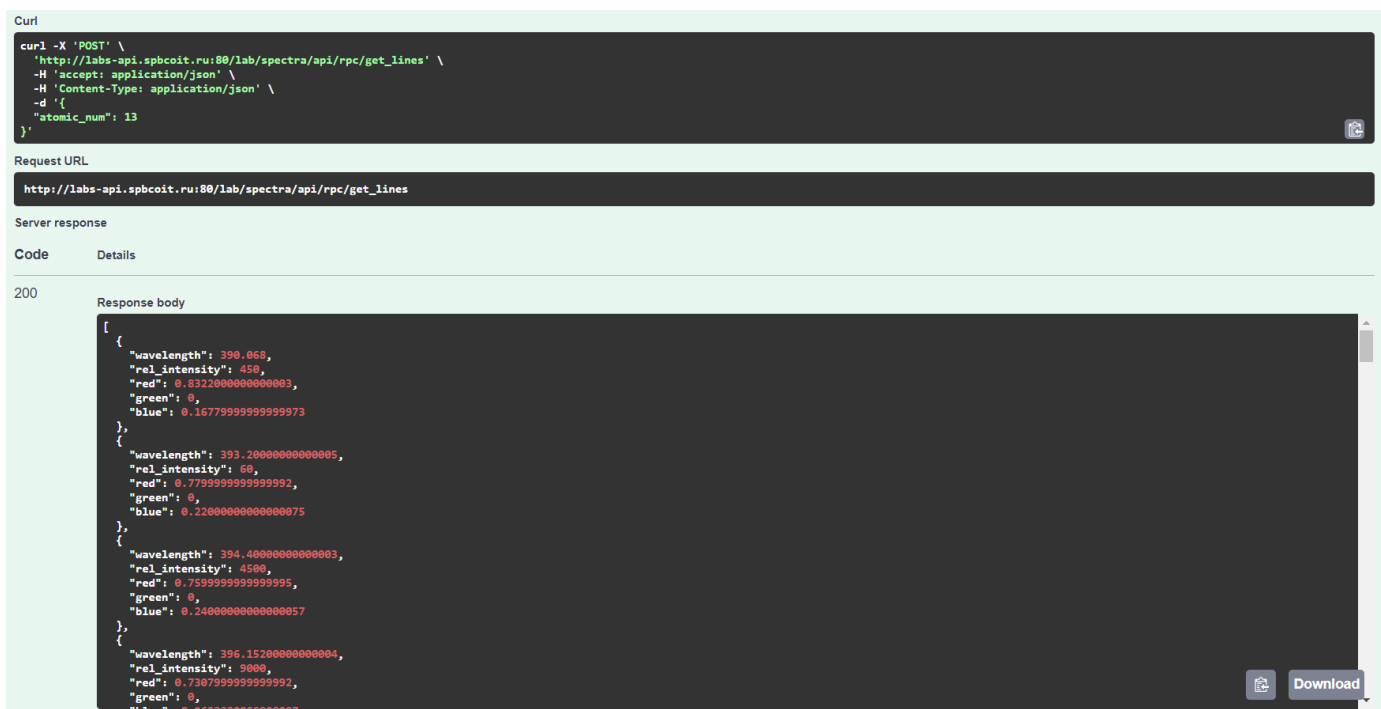 Curl
curl -X 'POST' \
  'http://labs-api.spbcoit.ru:80/lab/spectra/api/rpc/get_lines' \
  -H 'accept: application/json' \
  -H 'Content-Type: application/json' \
  -d '{
  "atomic_num": 13
}'
Request URL
http://labs-api.spbcoit.ru:80/lab/spectra/api/rpc/get_lines
Server response
Code Details
200
Response body
[
  {
    "wavelength": 390.068,
    "rel_intensity": 450,
    "red": 0.8322000000000003,
    "green": 0,
    "blue": 0.16779999999999973
  },
  {
    "wavelength": 393.20000000000005,
    "rel_intensity": 60,
    "red": 0.7799999999999992,
    "green": 0,
    "blue": 0.22000000000000075
  },
  {
    "wavelength": 394.40000000000003,
    "rel_intensity": 4500,
    "red": 0.7599999999999995,
    "green": 0,
    "blue": 0.24000000000000057
  },
  {
    "wavelength": 396.15200000000004,
    "rel_intensity": 9000,
    "red": 0.7307999999999992,
    "green": 0,
Download